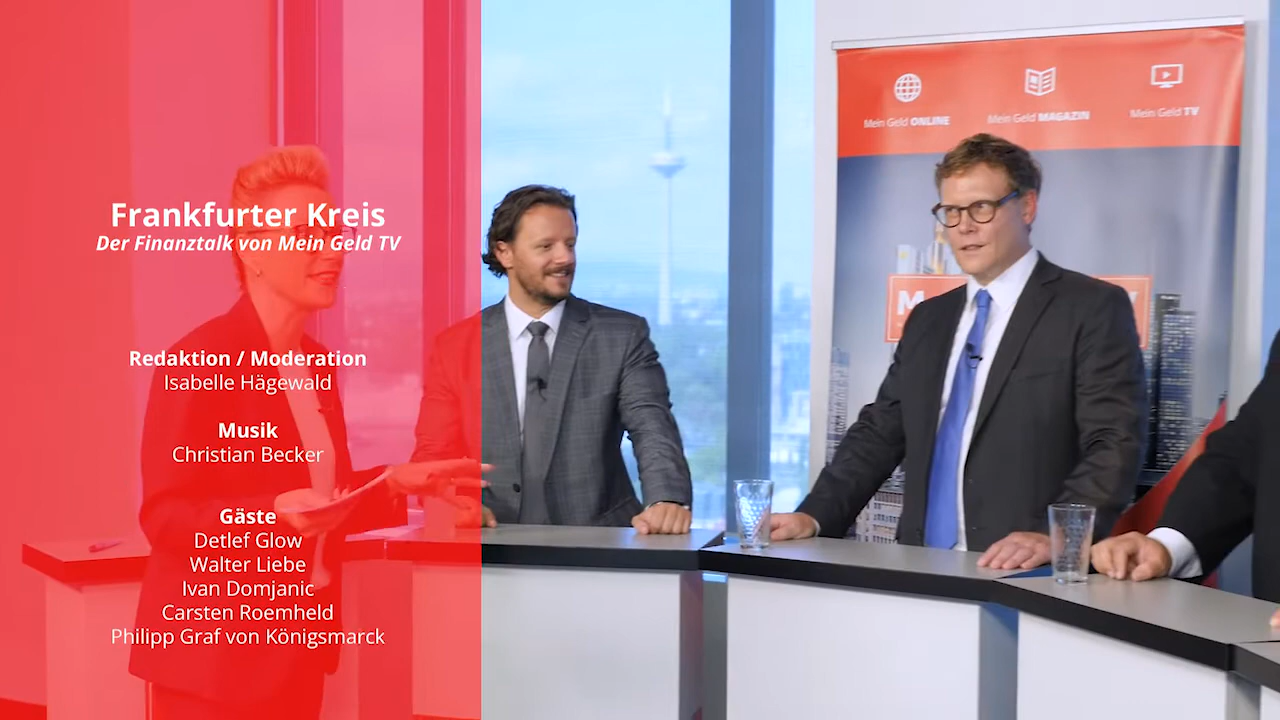 Frankfurter Kreis
Der Finanztalk von Mein Geld TV
Redaktion / Moderation
Isabelle Hägewald
Musik
Christian Becker
Gäste
Detlef Glow
Walter Liebe
Ivan Domjanic
Carsten Roemheld
Philipp Graf von Königsmarck
Mein Geld ONLINE
Mein Geld MAGAZIN
Mein Geld TV